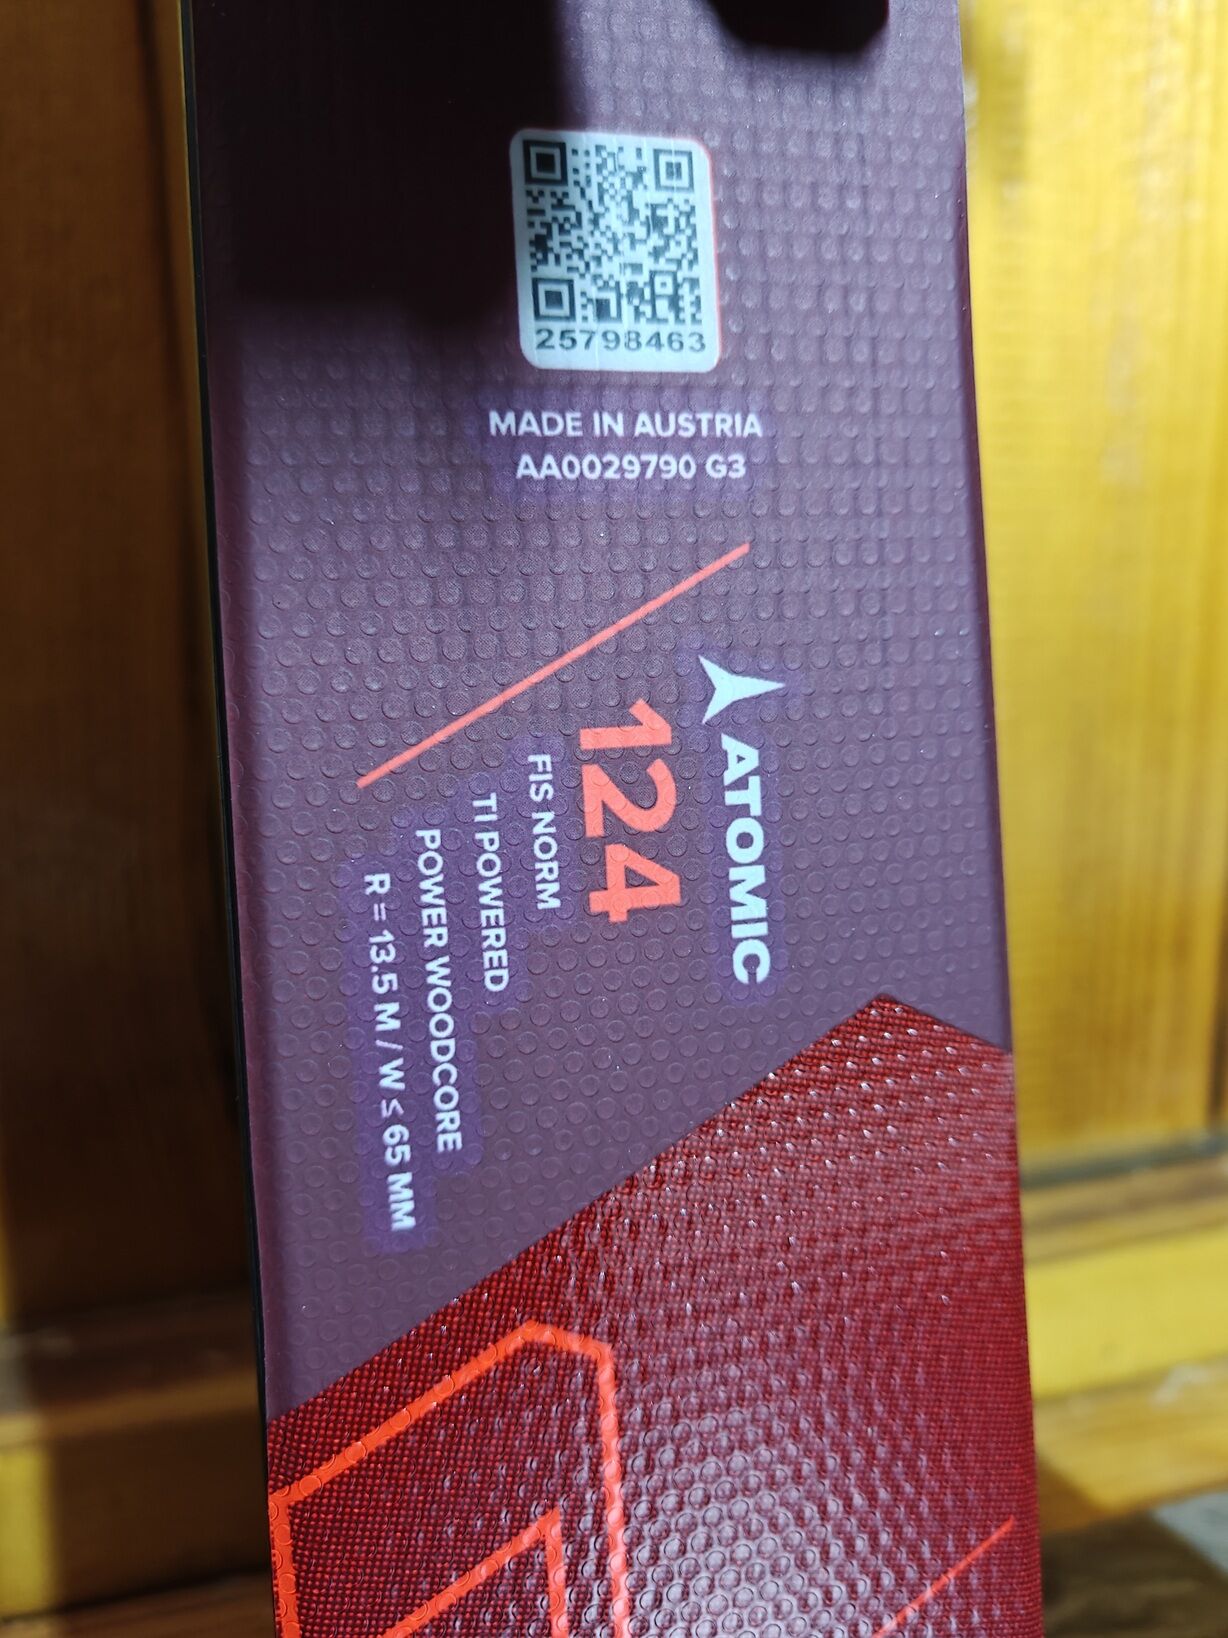 25798463
MADE IN AUSTRIA
AA0029790 G3
ATOMIC
124
FIS NORM
TI POWERED
POWER WOODCORE
R = 13.5 M / W ≤ 65 MM